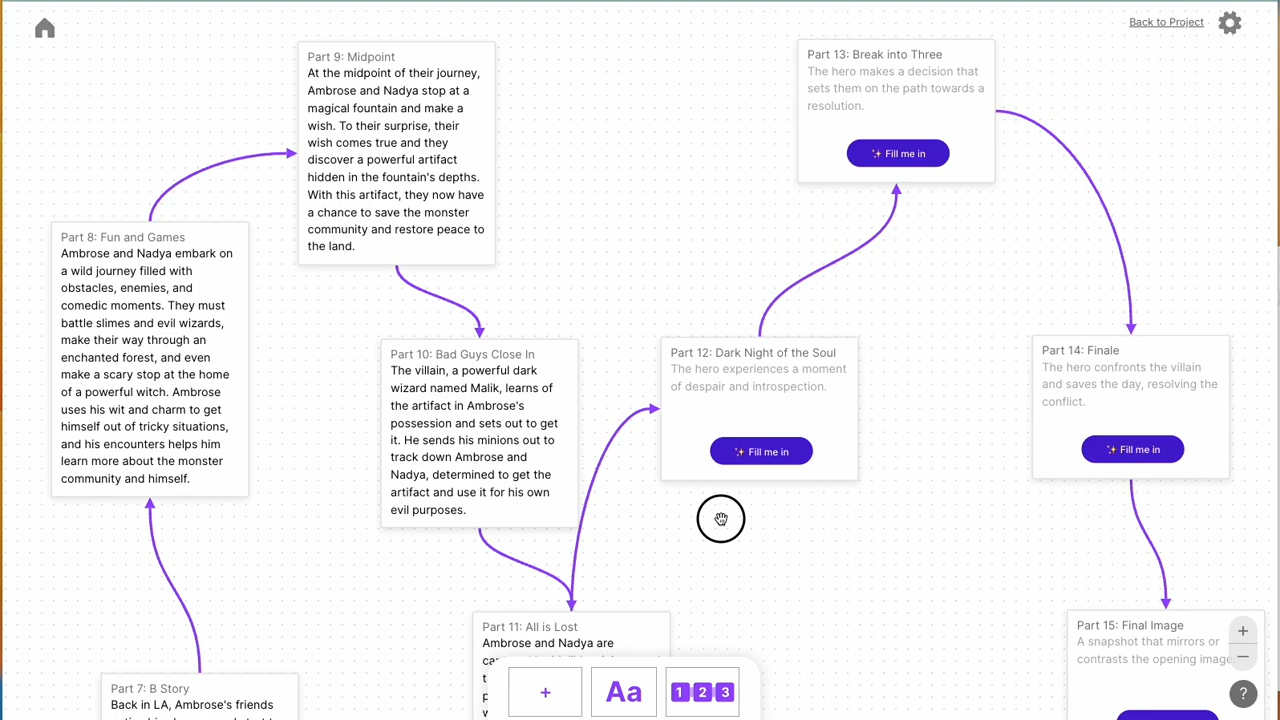 Back to Project
Part 9: Midpoint
At the midpoint of their journey,
Ambrose and Nadya stop at a
magical fountain and make a
wish. To their surprise, their
wish comes true and they
discover a powerful artifact
hidden in the fountain's depths.
With this artifact, they now have
a chance to save the monster
community and restore peace to
the land.
Part 13: Break into Three
The hero makes a decision that
sets them on the path towards a
resolution.
✨ Fill me in
Part 8: Fun and Games
Ambrose and Nadya embark on
a wild journey filled with
obstacles, enemies, and
comedic moments. They must
battle slimes and evil wizards,
make their way through an
enchanted forest, and even
make a scary stop at the home
of a powerful witch. Ambrose
uses his wit and charm to get
himself out of tricky situations,
and his encounters helps him
learn more about the monster
community and himself.
Part 10: Bad Guys Close In
The villain, a powerful dark
wizard named Malik, learns of
the artifact in Ambrose's
possession and sets out to get
it. He sends his minions out to
track down Ambrose and
Nadya, determined to get the
artifact and use it for his own
evil purposes.
Part 12: Dark Night of the Soul
The hero experiences a moment
of despair and introspection.
✨ Fill me in
Part 14: Finale
The hero confronts the villain
and saves the day, resolving the
conflict.
✨ Fill me in
Part 11: All is Lost
Ambrose and Nadya are
Part 15: Final Image
A snapshot that mirrors or
contrasts the opening image
Part 7: B Story
Back in LA, Ambrose's friends
+
Aa
1 2 3
+
−
?